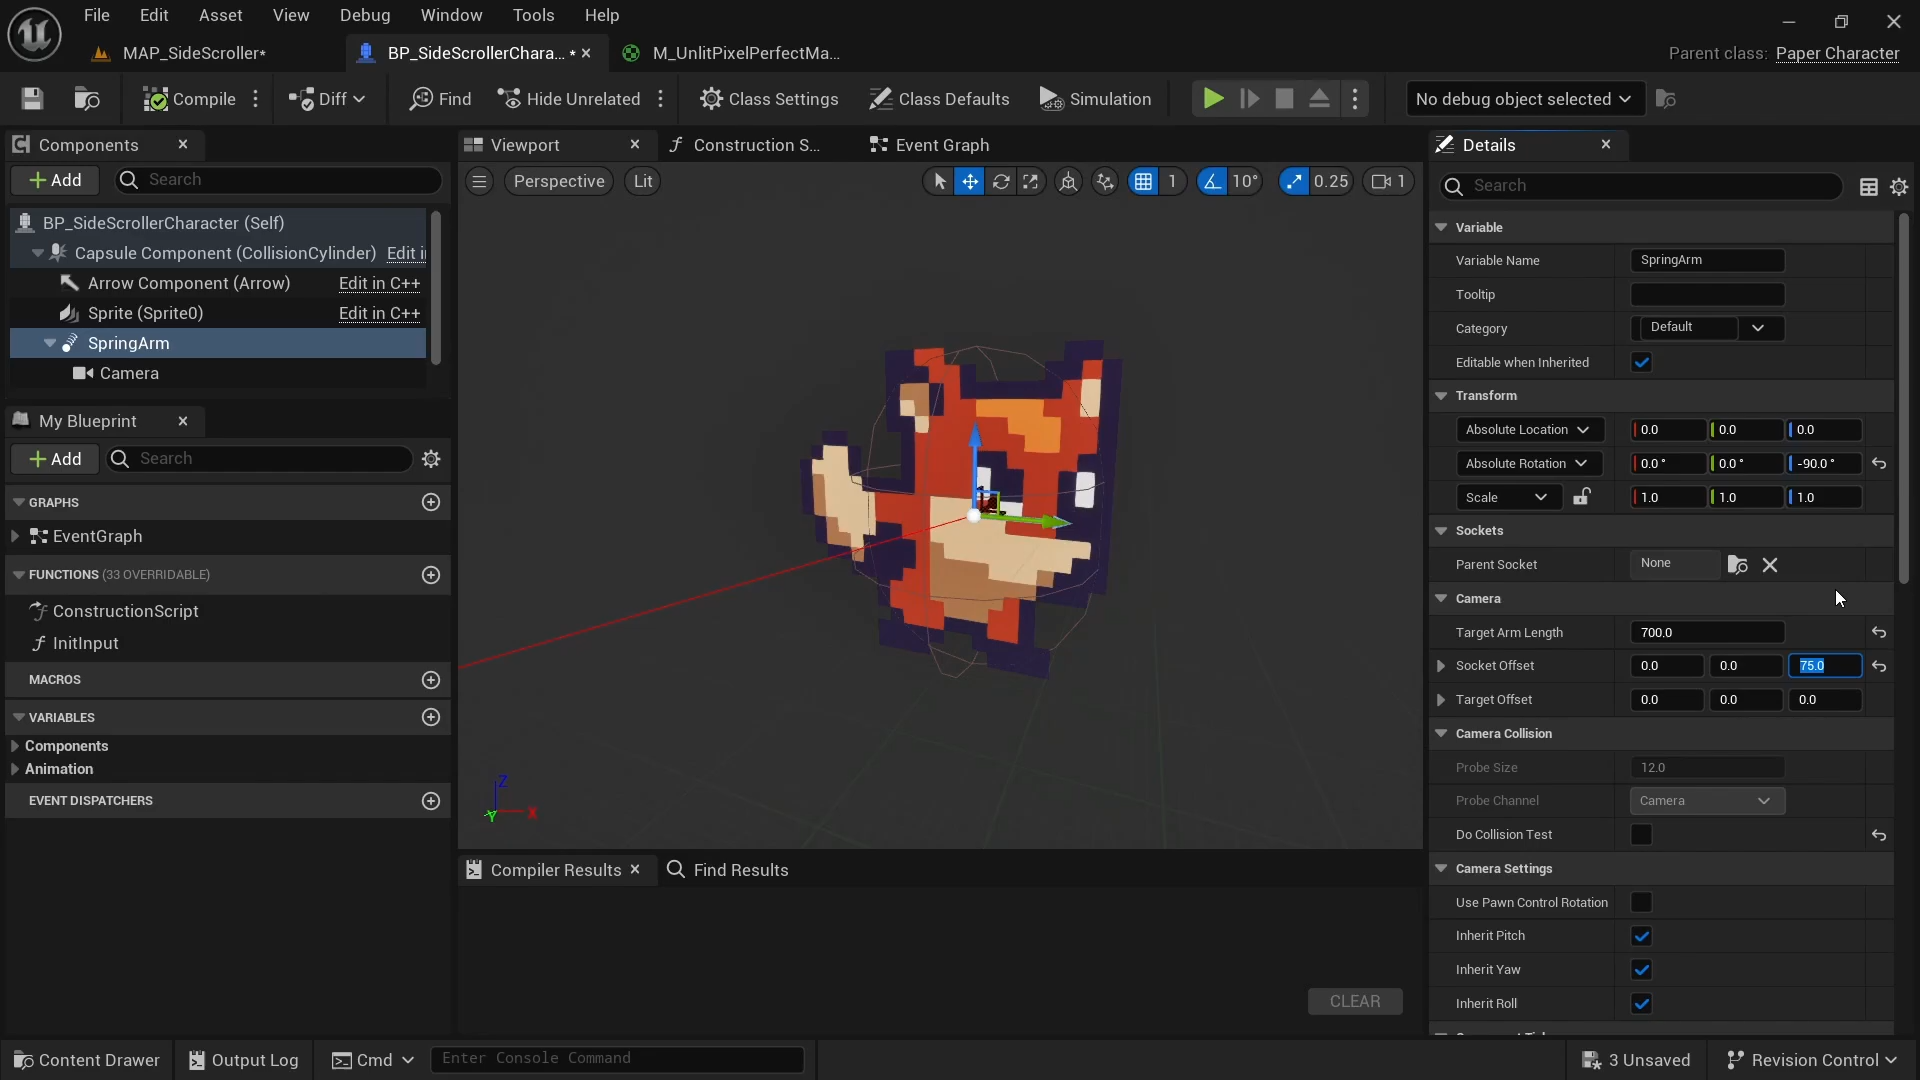 File Edit Asset View Debug Window Tools Help
MAP_SideScroller*
BP_SideScrollerChara... *
M_UnlitPixelPerfectMa...
Parent class: Paper Character
Compile Diff Find Hide Unrelated Class Settings Class Defaults Simulation No debug object selected
Components
Add Search
BP_SideScrollerCharacter (Self)
Capsule Component (CollisionCylinder) Edit i
Arrow Component (Arrow) Edit in C++
Sprite (Sprite0) Edit in C++
SpringArm
Camera
My Blueprint
Add Search
GRAPHS
EventGraph
FUNCTIONS (33 OVERRIDABLE)
ConstructionScript
InitInput
MACROS
VARIABLES
Components
Animation
EVENT DISPATCHERS
Viewport Construction S... Event Graph
Perspective Lit 1 10° 0.25 1
Z
Y X
Compiler Results Find Results
CLEAR
Details
Search
Variable
Variable Name SpringArm
Tooltip
Category Default
Editable when Inherited
Transform
Absolute Location 0.0 0.0 0.0
Absolute Rotation 0.0° 0.0° -90.0°
Scale 1.0 1.0 1.0
Sockets
Parent Socket None
Camera
Target Arm Length 700.0
Socket Offset 0.0 0.0 75.0
Target Offset 0.0 0.0 0.0
Camera Collision
Probe Size 12.0
Probe Channel Camera
Do Collision Test
Camera Settings
Use Pawn Control Rotation
Inherit Pitch
Inherit Yaw
Inherit Roll
Content Drawer Output Log Cmd Enter Console Command 3 Unsaved Revision Control